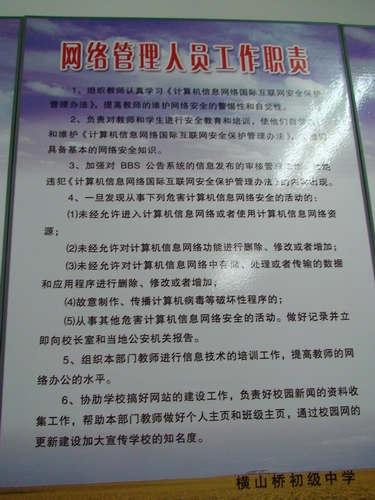 网络管理人员工作职责
1、组织教师认真学习《计算机信息网络国际互联网安全保护
管理办法》，提高教师的维护网络安全的警惕性和自觉性。
2、负责对教师和学生进行安全教育和培训，使他们自觉
和维护《计算机信息网络国际互联网安全保护管理办法》，
具备基本的网络安全知识。
3、加强对 BBS 公告系统的信息发布的审核管理
违犯《计算机信息网络国际互联网安全保护管理办法》的内容出现。
4、一旦发现从事下列危害计算机信息网络安全的活动的：
(1)未经允许进入计算机信息网络或者使用计算机信息网络资
源；
(2)未经允许对计算机信息网络功能进行删除、修改或者增加；
(3)未经允许对计算机信息网络中存储、处理或者传输的数据
和应用程序进行删除、修改或者增加；
(4)故意制作、传播计算机病毒等破坏性程序的；
(5)从事其他危害计算机信息网络安全的活动。做好记录并立
即向校长室和当地公安机关报告。
5、组织本部门教师进行信息技术的培训工作，提高教师的网
络办公的水平。
6、协助学校搞好网站的建设工作，负责好校园新闻的资料收
集工作，帮助本部门教师做好个人主页和班级主页，通过校园网的
更新建设加大宣传学校的知名度。
横山桥初级中学